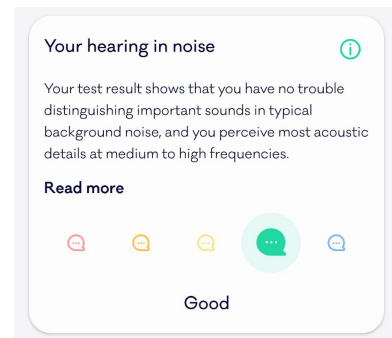 Your hearing in noise
Your test result shows that you have no trouble
distinguishing important sounds in typical
background noise, and you perceive most acoustic
details at medium to high frequencies.
Read more
Good